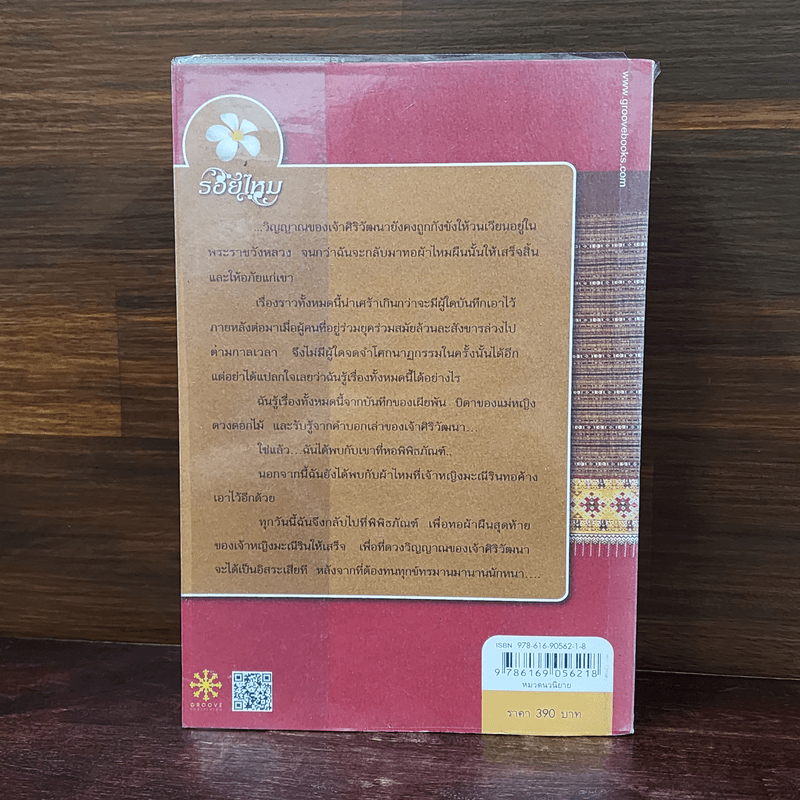 www.groovebooks.com
รอยไหม
...วิญญาณของเจ้าศิริวัฒนายังคงถูกกังขังให้วนเวียนอยู่ใน
พระราชวังหลวง จนกว่าฉันจะกลับมาทอผ้าไหมผืนนั้นให้เสร็จสิ้น
และให้อภัยแก่เขา
เรื่องราวทั้งหมดนี้น่าเศร้าเกินกว่าจะมีผู้ใดบันทึกเอาไว้
ภายหลังต่อมาเมื่อผู้คนที่อยู่ร่วมยุคร่วมสมัยล้วนละสังขารล่วงไป
ตามกาลเวลา จึงไม่มีผู้ใดจดจำโศกนาฏกรรมในครั้งนั้นได้อีก
แต่อย่าได้แปลกใจเลยว่าฉันรู้เรื่องทั้งหมดนี้ได้อย่างไร
ฉันรู้เรื่องทั้งหมดนี้จากบันทึกของเผียพัน บิดาของแม่หญิง
ดวงดอกไม้ และรับรู้จากคำบอกเล่าของเจ้าศิริวัฒนา...
ใช่แล้ว...ฉันได้พบกับเขาที่หอพิพิธภัณฑ์..
นอกจากนี้ฉันยังได้พบกับผ้าไหมที่เจ้าหญิงมะณีรินทอค้าง
เอาไว้อีกด้วย
ทุกวันนี้ฉันจึงกลับไปที่พิพิธภัณฑ์ เพื่อทอผ้าผืนสุดท้าย
ของเจ้าหญิงมะณีรินให้เสร็จ เพื่อที่ดวงวิญญาณของเจ้าศิริวัฒนา
จะได้เป็นอิสระเสียที หลังจากที่ต้องทนทุกข์ทรมานมานานนักหนา....
ISBN 978-616-90562-1-8
9 786169 056218
หมวดนวนิยาย
ราคา 390 บาท
GROOVE